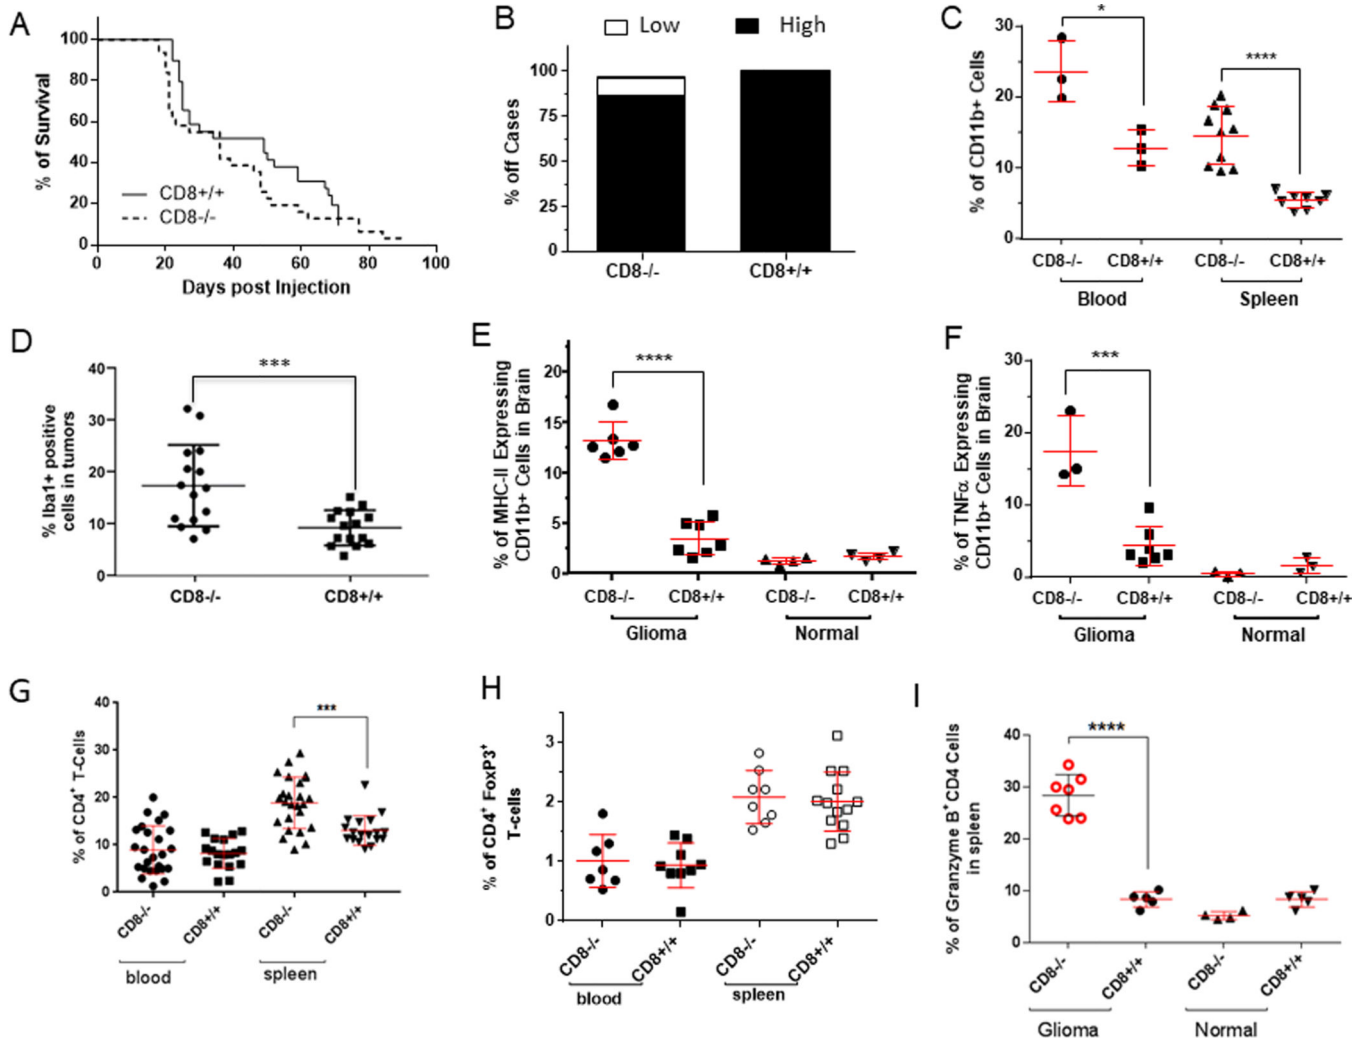 A
% of Survival
100
80
60
40
20
0
CD8+/+
CD8-/-
0 20 40 60 80 100
Days post Injection
B
Low High
% off Cases
100
75
50
25
0
CD8-/- CD8+/+
C
% of CD11b+ Cells
30
20
10
0
*
****
CD8-/- CD8+/+ CD8-/- CD8+/+
Blood Spleen
D
% Iba1+ positive
cells in tumors
40
30
20
10
0
***
CD8-/- CD8+/+
E
% of MHC-II Expressing
CD11b+ Cells in Brain
20
15
10
5
0
****
CD8-/- CD8+/+ CD8-/- CD8+/+
Glioma Normal
F
% of TNFα Expressing
CD11b+ Cells in Brain
30
20
10
0
***
CD8-/- CD8+/+ CD8-/- CD8+/+
Glioma Normal
G
% of CD4+ T-Cells
40
30
20
10
0
***
CD8-/- CD8+/+ CD8-/- CD8+/+
blood spleen
H
% of CD4+ FoxP3+
T-cells
3
2
1
0
CD8-/- CD8+/+ CD8-/- CD8+/+
blood spleen
I
% of Granzyme B+ CD4 Cells
in spleen
40
30
20
10
0
****
CD8-/- CD8+/+ CD8-/- CD8+/+
Glioma Normal